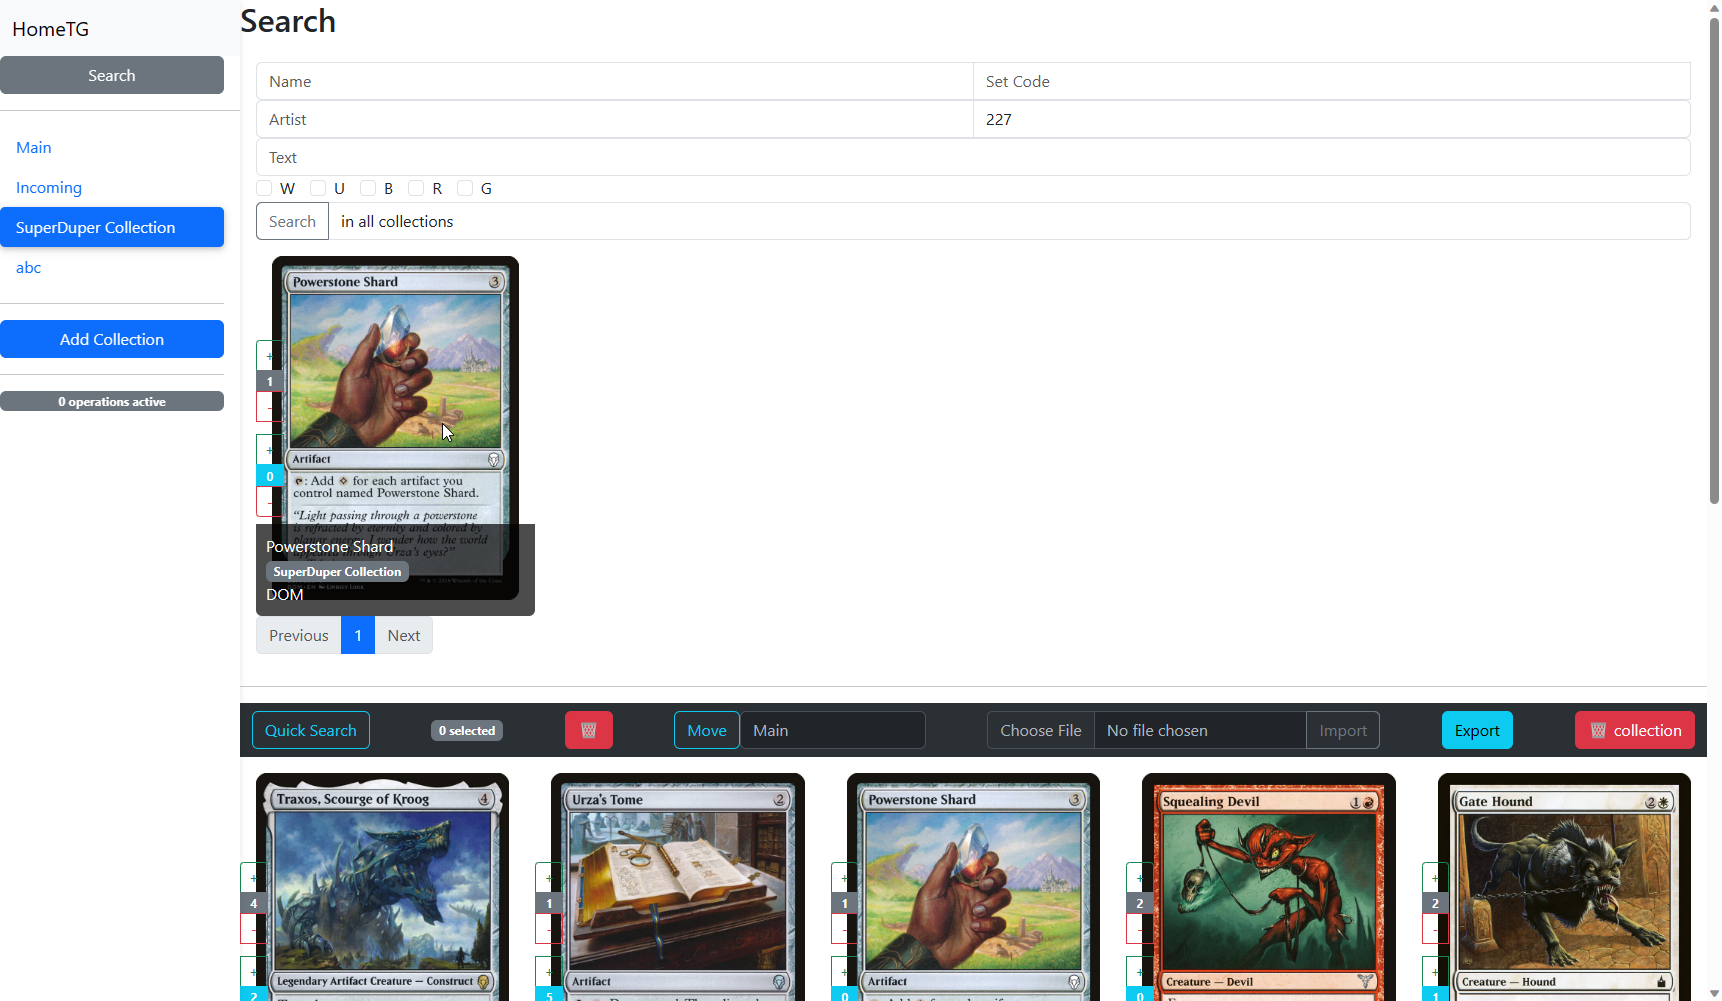 HomeTG
Search
Main
Incoming
SuperDuper Collection
abc
Add Collection
0 operations active
Search
Name
Set Code
Artist
227
Text
W U B R G
Search
in all collections
Powerstone Shard 3
+
1
-
+
0
-
Artifact
: Add for each artifact you
control named Powerstone Shard.
"Light passing through a powerstone
is refracted by eternity and colored by
planar energy. I wonder how the world
appeared through Urza's eyes?"
Powerstone Shard
SuperDuper Collection
DOM
Previous 1 Next
Quick Search
0 selected
Move
Main
Choose File
No file chosen
Import
Export
collection
Traxos, Scourge of Kroog 4
+
4
-
+
2
Legendary Artifact Creature — Construct
Urza's Tome 2
+
1
-
+
5
Artifact
Powerstone Shard 3
+
1
-
+
0
Artifact
Squealing Devil 1
+
2
-
+
0
Creature — Devil
Gate Hound 2
+
2
-
+
1
Creature — Hound